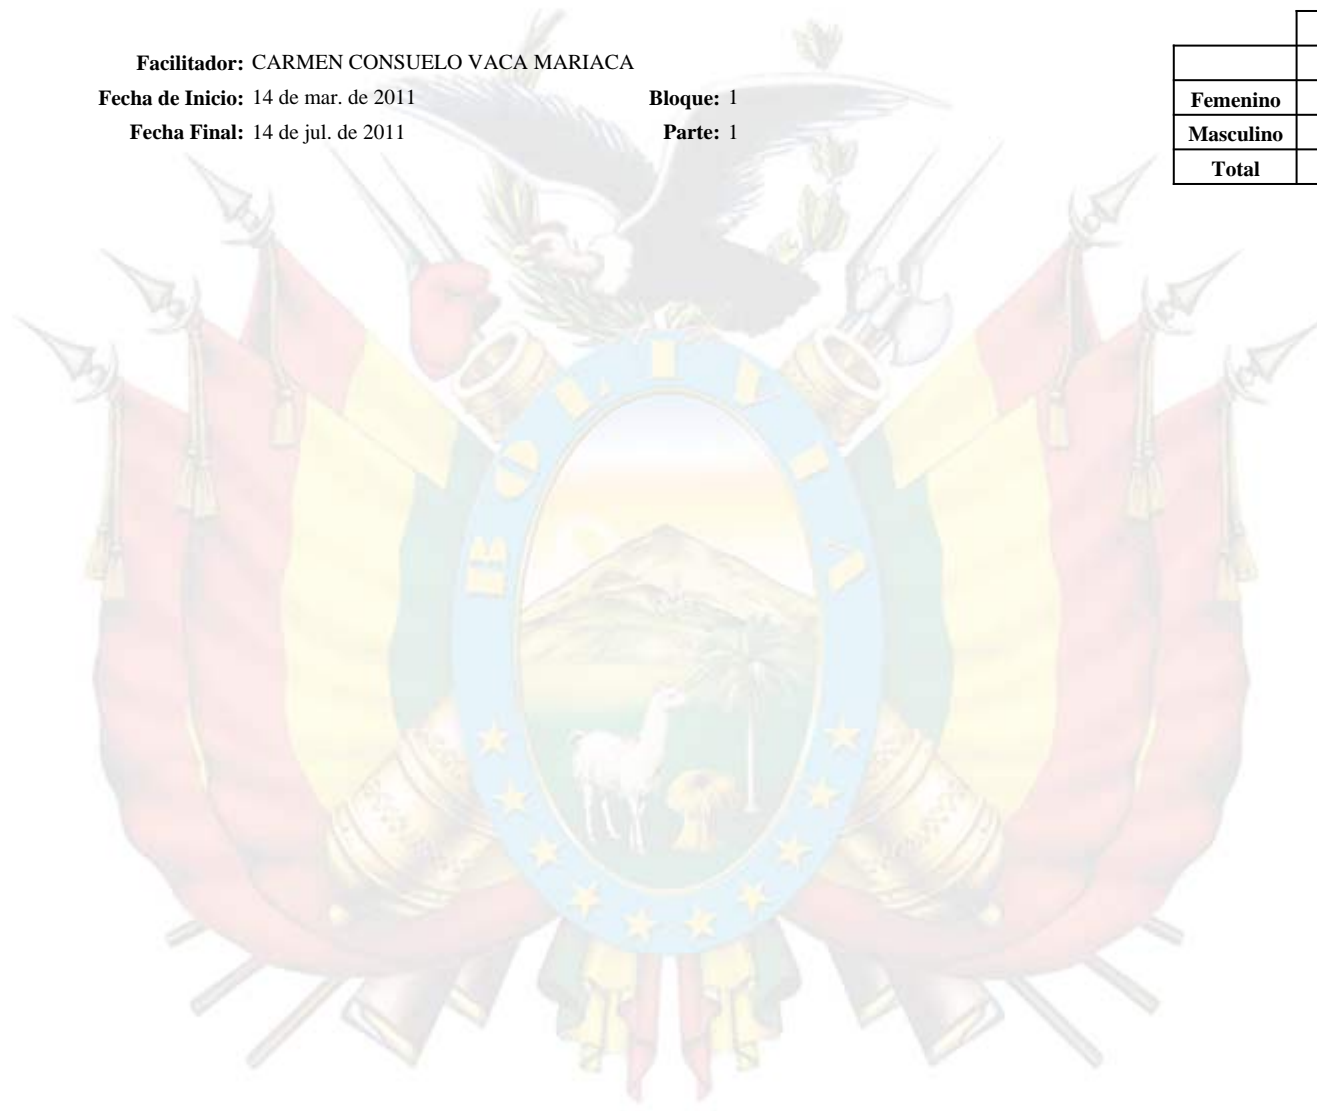 Facilitador: CARMEN CONSUELO VACA MARIACA
Fecha de Inicio: 14 de mar. de 2011 Bloque: 1
Fecha Final: 14 de jul. de 2011 Parte: 1
Femenino
Masculino
Total
BOLIVIA